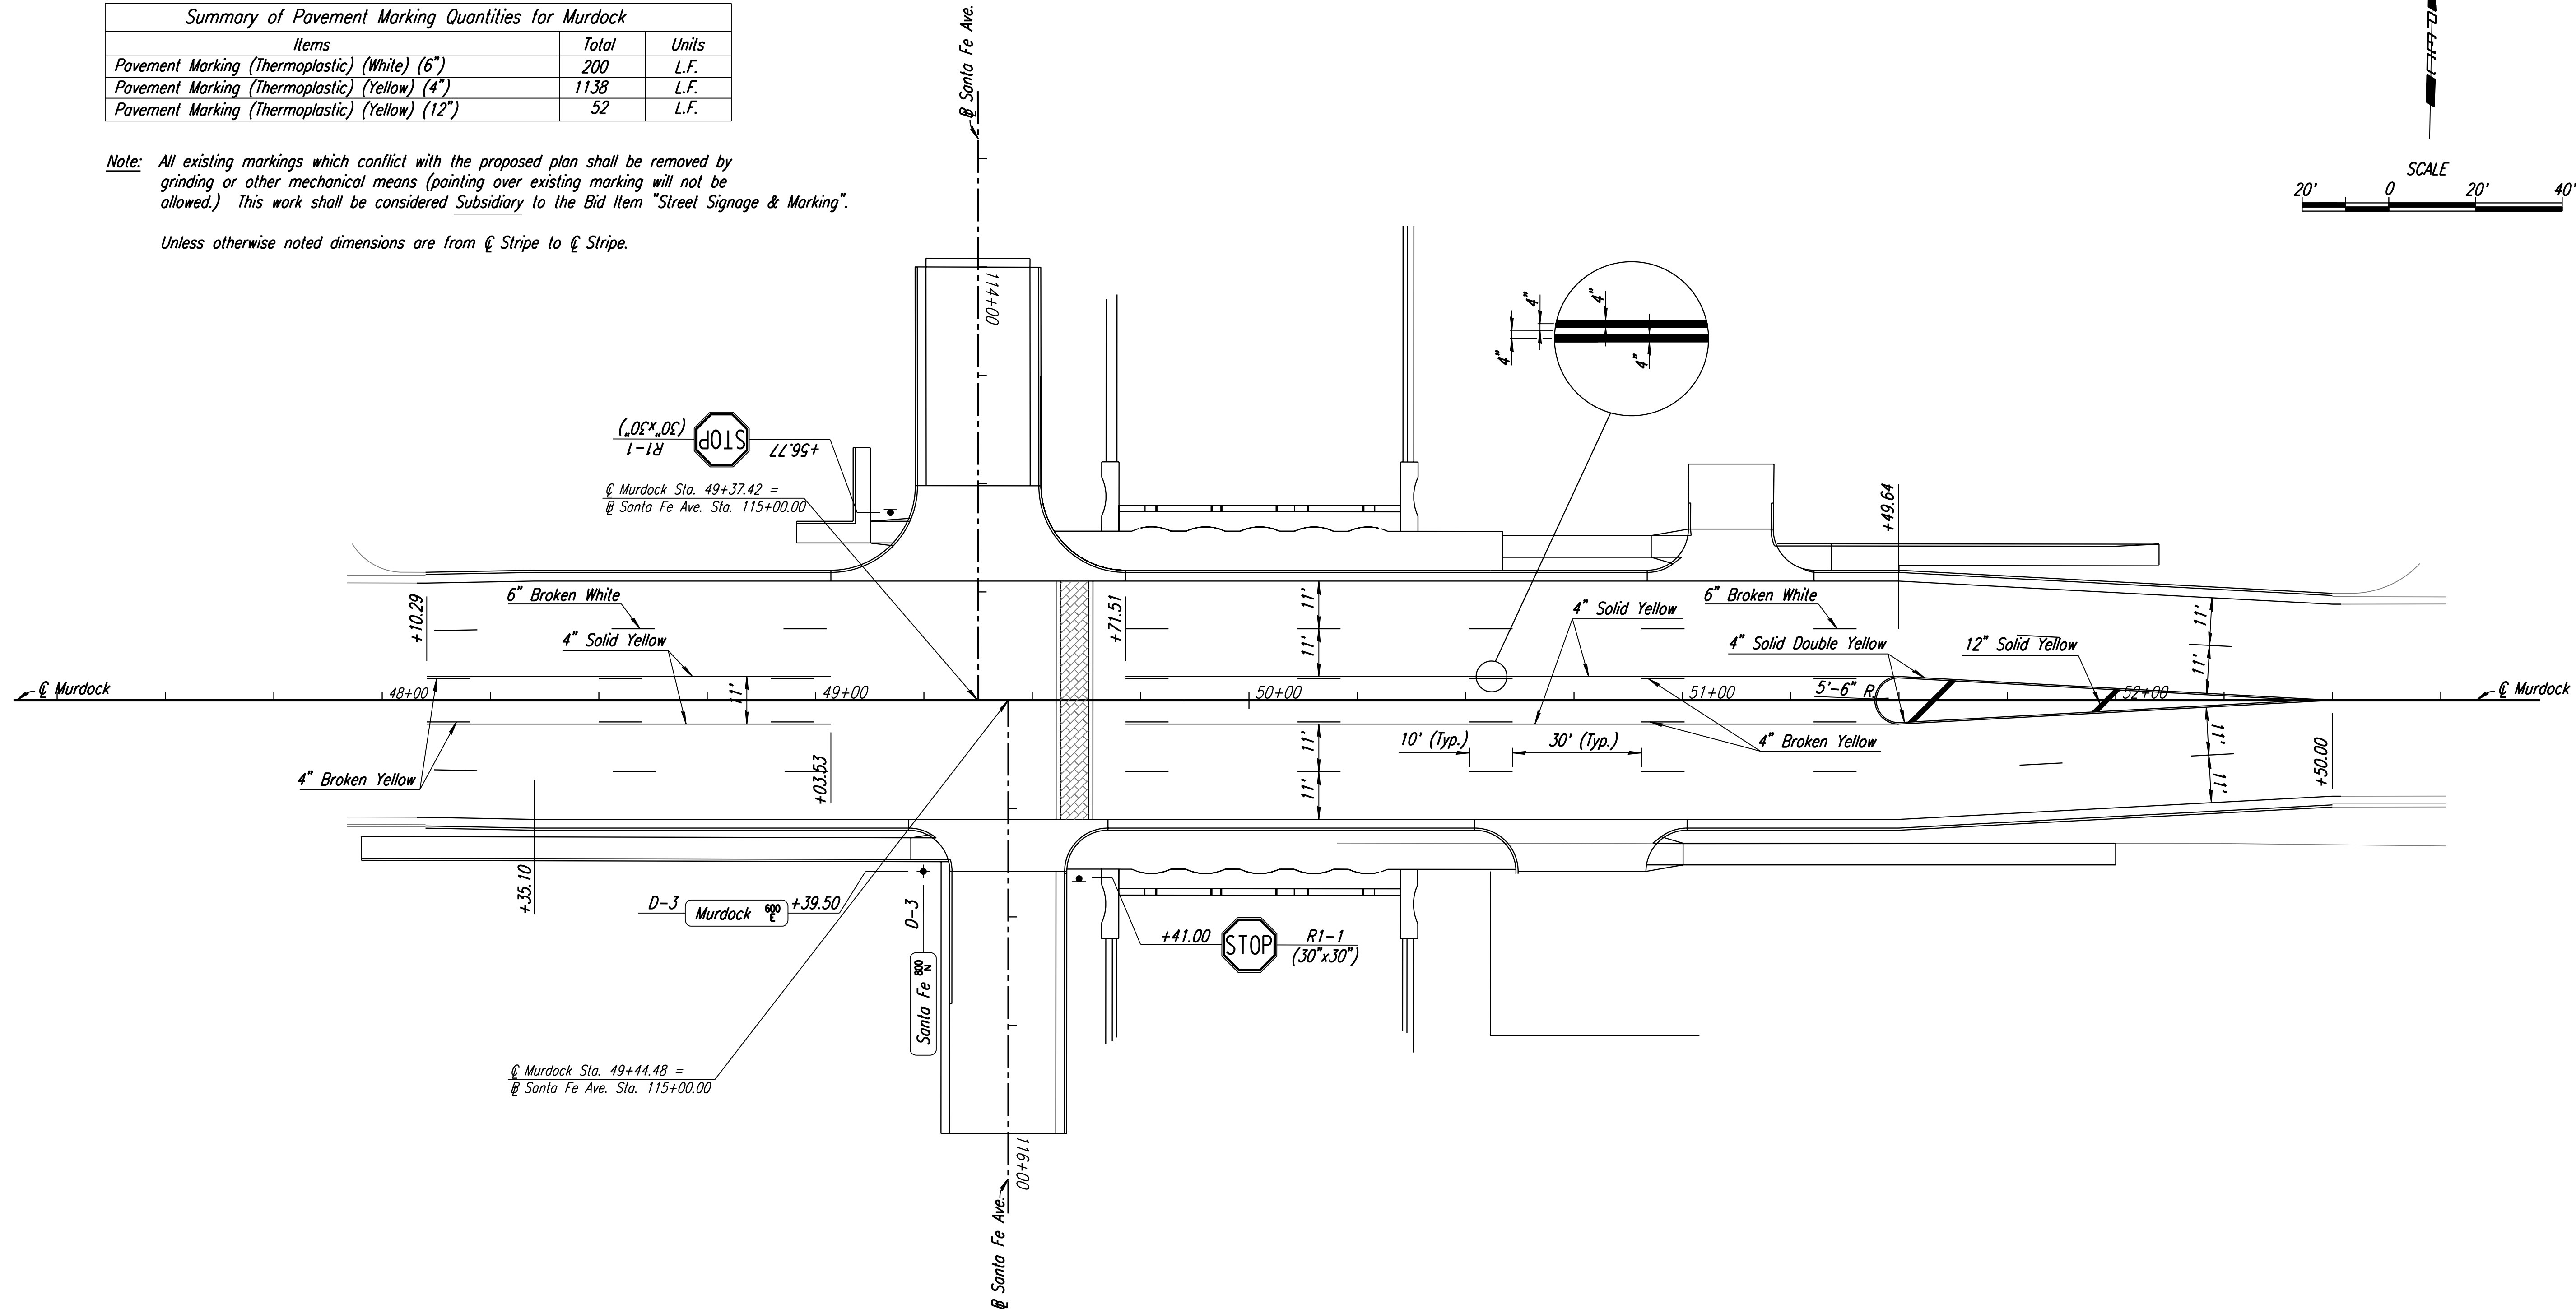 Summary of Pavement Marking Quantities for Murdock
Items Total Units
Pavement Marking (Thermoplastic) (White) (6") 200 L.F.
Pavement Marking (Thermoplastic) (Yellow) (4") 1138 L.F.
Pavement Marking (Thermoplastic) (Yellow) (12") 52 L.F.
Note: All existing markings which conflict with the proposed plan shall be removed by
grinding or other mechanical means (painting over existing marking will not be
allowed.) This work shall be considered Subsidiary to the Bid Item "Street Signage & Marking".
Unless otherwise noted dimensions are from ℄ Stripe to ℄ Stripe.
Santa Fe Ave.
SCALE
20' 0 20' 40'
114+00
4"
4"
4"
4"
R1-1
(30"x30")
STOP
+56.77
℄ Murdock Sta. 49+37.42 =
Santa Fe Ave. Sta. 115+00.00
+49.64
+10.29
6" Broken White
4" Solid Yellow
+71.51
11'
11'
4" Solid Yellow
6" Broken White
4" Solid Double Yellow
12" Solid Yellow
11'
11'
℄ Murdock
48+00
11'
49+00
50+00
51+00
5'-6" R.
52+00
℄ Murdock
4" Broken Yellow
+03.53
11'
11'
10' (Typ.)
30' (Typ.)
4" Broken Yellow
11'
11'
+50.00
+35.10
D-3
Murdock 600 E
+39.50
D-3
Santa Fe 800 N
+41.00
STOP
R1-1
(30"x30")
℄ Murdock Sta. 49+44.48 =
Santa Fe Ave. Sta. 115+00.00
116+00
Santa Fe Ave.